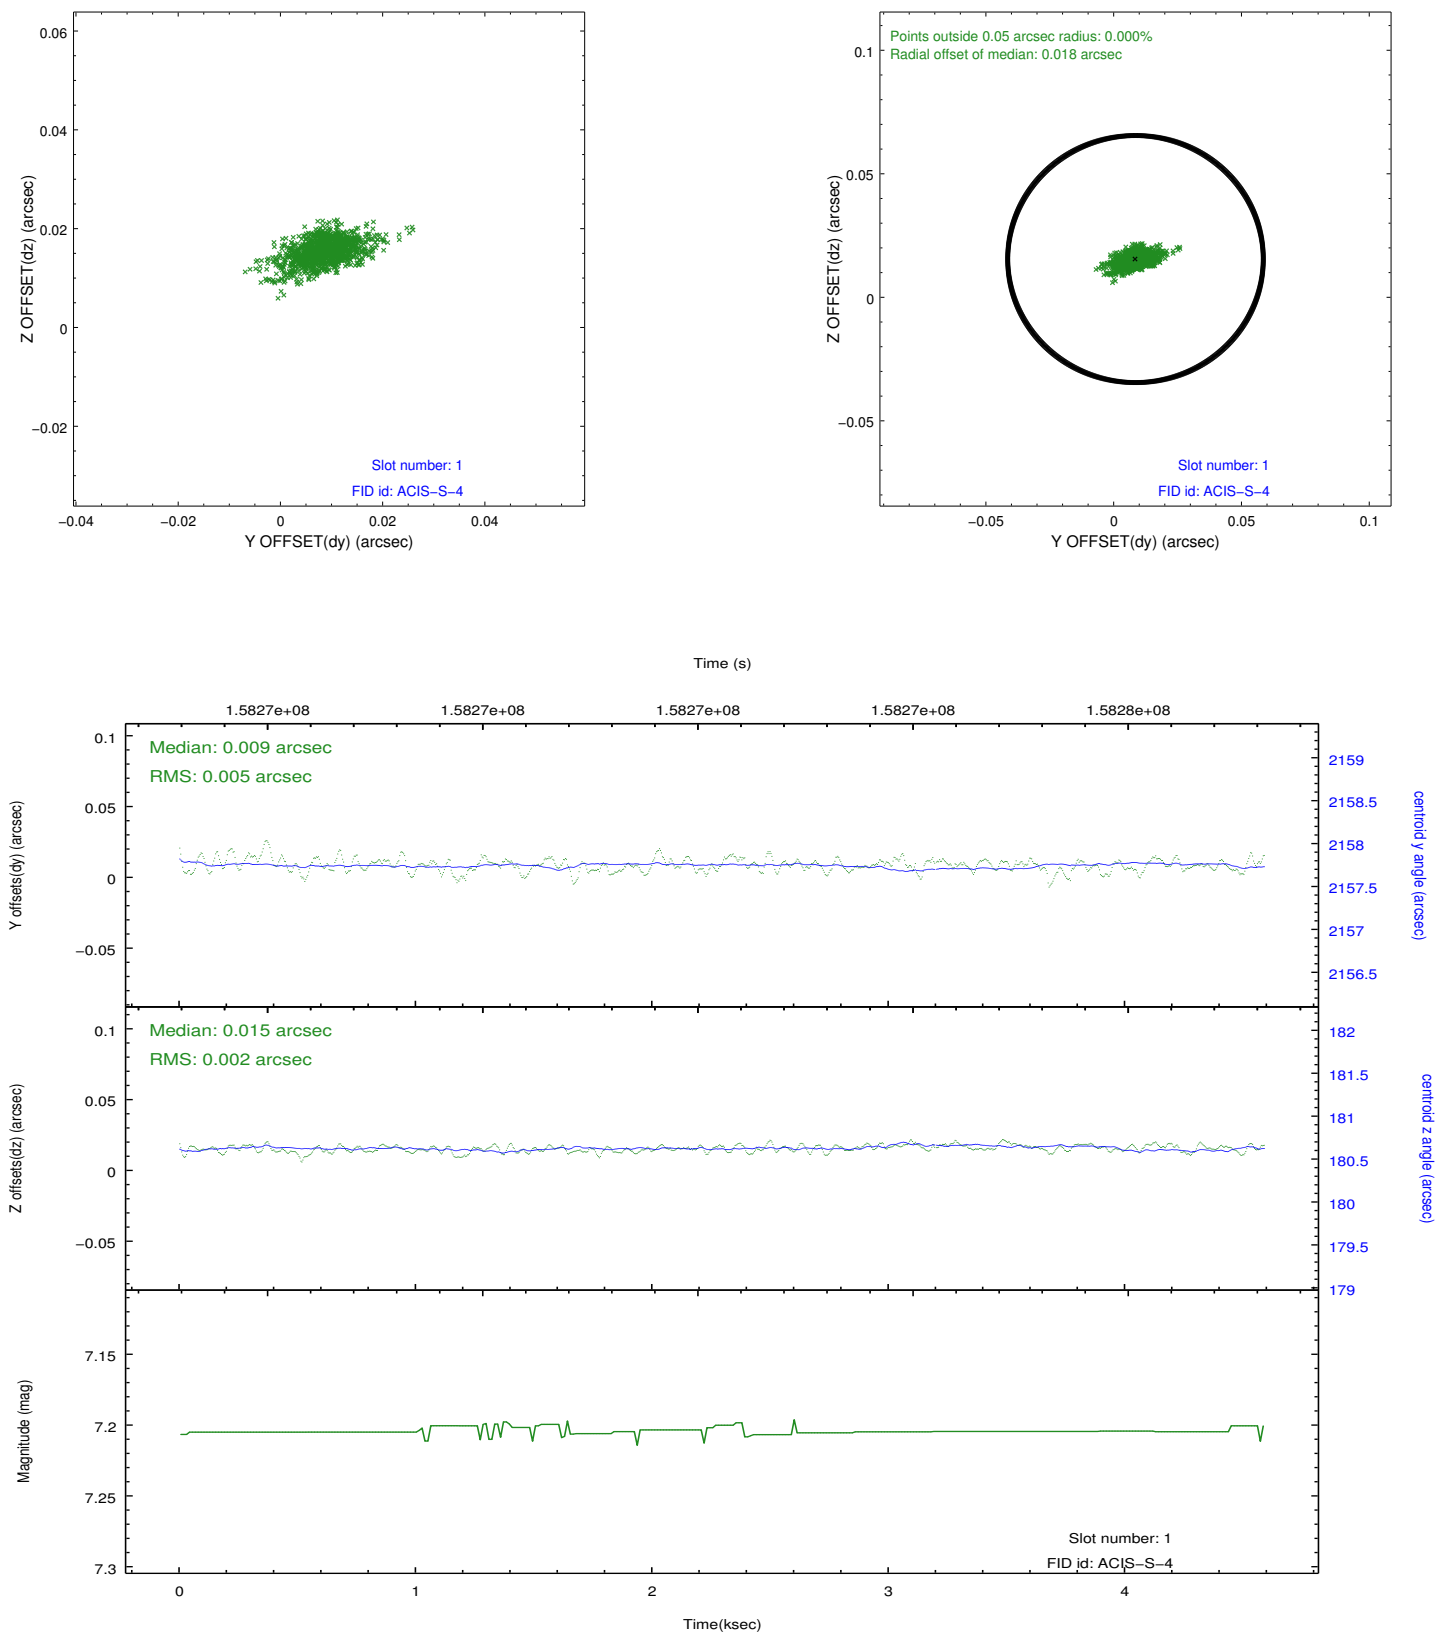 0.06
0.04
0.02
0
−0.02
Z OFFSET(dz) (arcsec)
Slot number: 1
FID id: ACIS−S−4
−0.04
−0.02
0
0.02
0.04
Y OFFSET(dy) (arcsec)
Points outside 0.05 arcsec radius: 0.000%
Radial offset of median: 0.018 arcsec
0.1
0.05
0
−0.05
Z OFFSET(dz) (arcsec)
Slot number: 1
FID id: ACIS−S−4
−0.05
0
0.05
0.1
Y OFFSET(dy) (arcsec)
Time (s)
1.5827e+08
1.5827e+08
1.5827e+08
1.5827e+08
1.5828e+08
Median: 0.009 arcsec
RMS: 0.005 arcsec
0.1
0.05
0
−0.05
Y offsets(dy) (arcsec)
2159
2158.5
2158
2157.5
2157
2156.5
centroid y angle (arcsec)
Median: 0.015 arcsec
RMS: 0.002 arcsec
0.1
0.05
0
−0.05
Z offsets(dz) (arcsec)
182
181.5
181
180.5
180
179.5
179
centroid z angle (arcsec)
7.15
7.2
7.25
7.3
Magnitude (mag)
Slot number: 1
FID id: ACIS−S−4
0
1
2
3
4
Time(ksec)